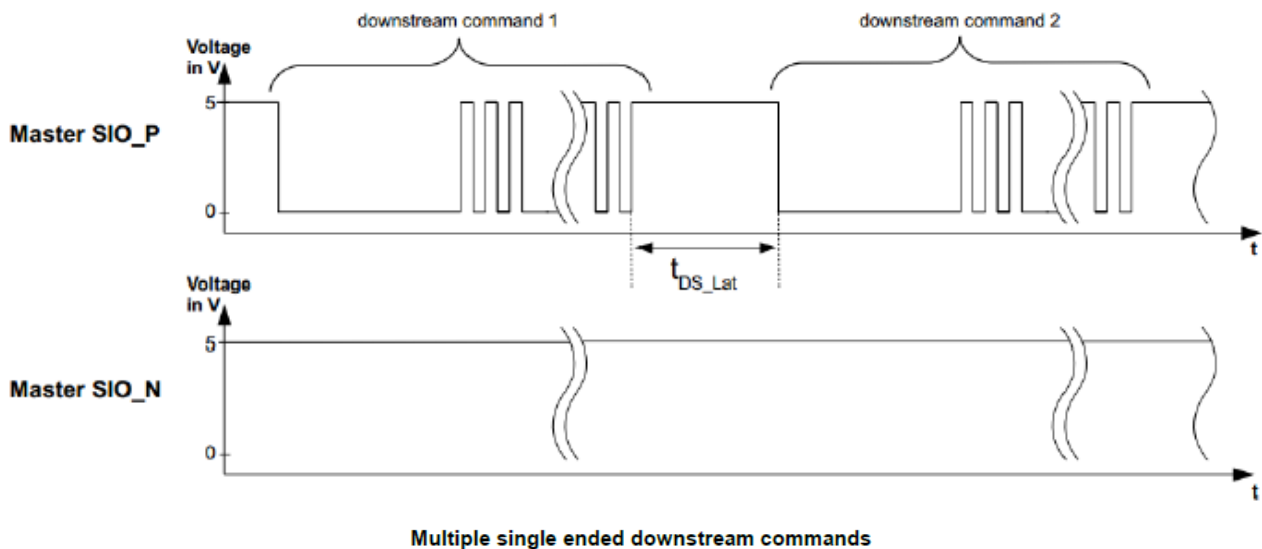 downstream command 1
downstream command 2
Voltage
in V
5
Master SIO_P
0
t
tDS_Lat
Voltage
in V
5
Master SIO_N
0
t
Multiple single ended downstream commands